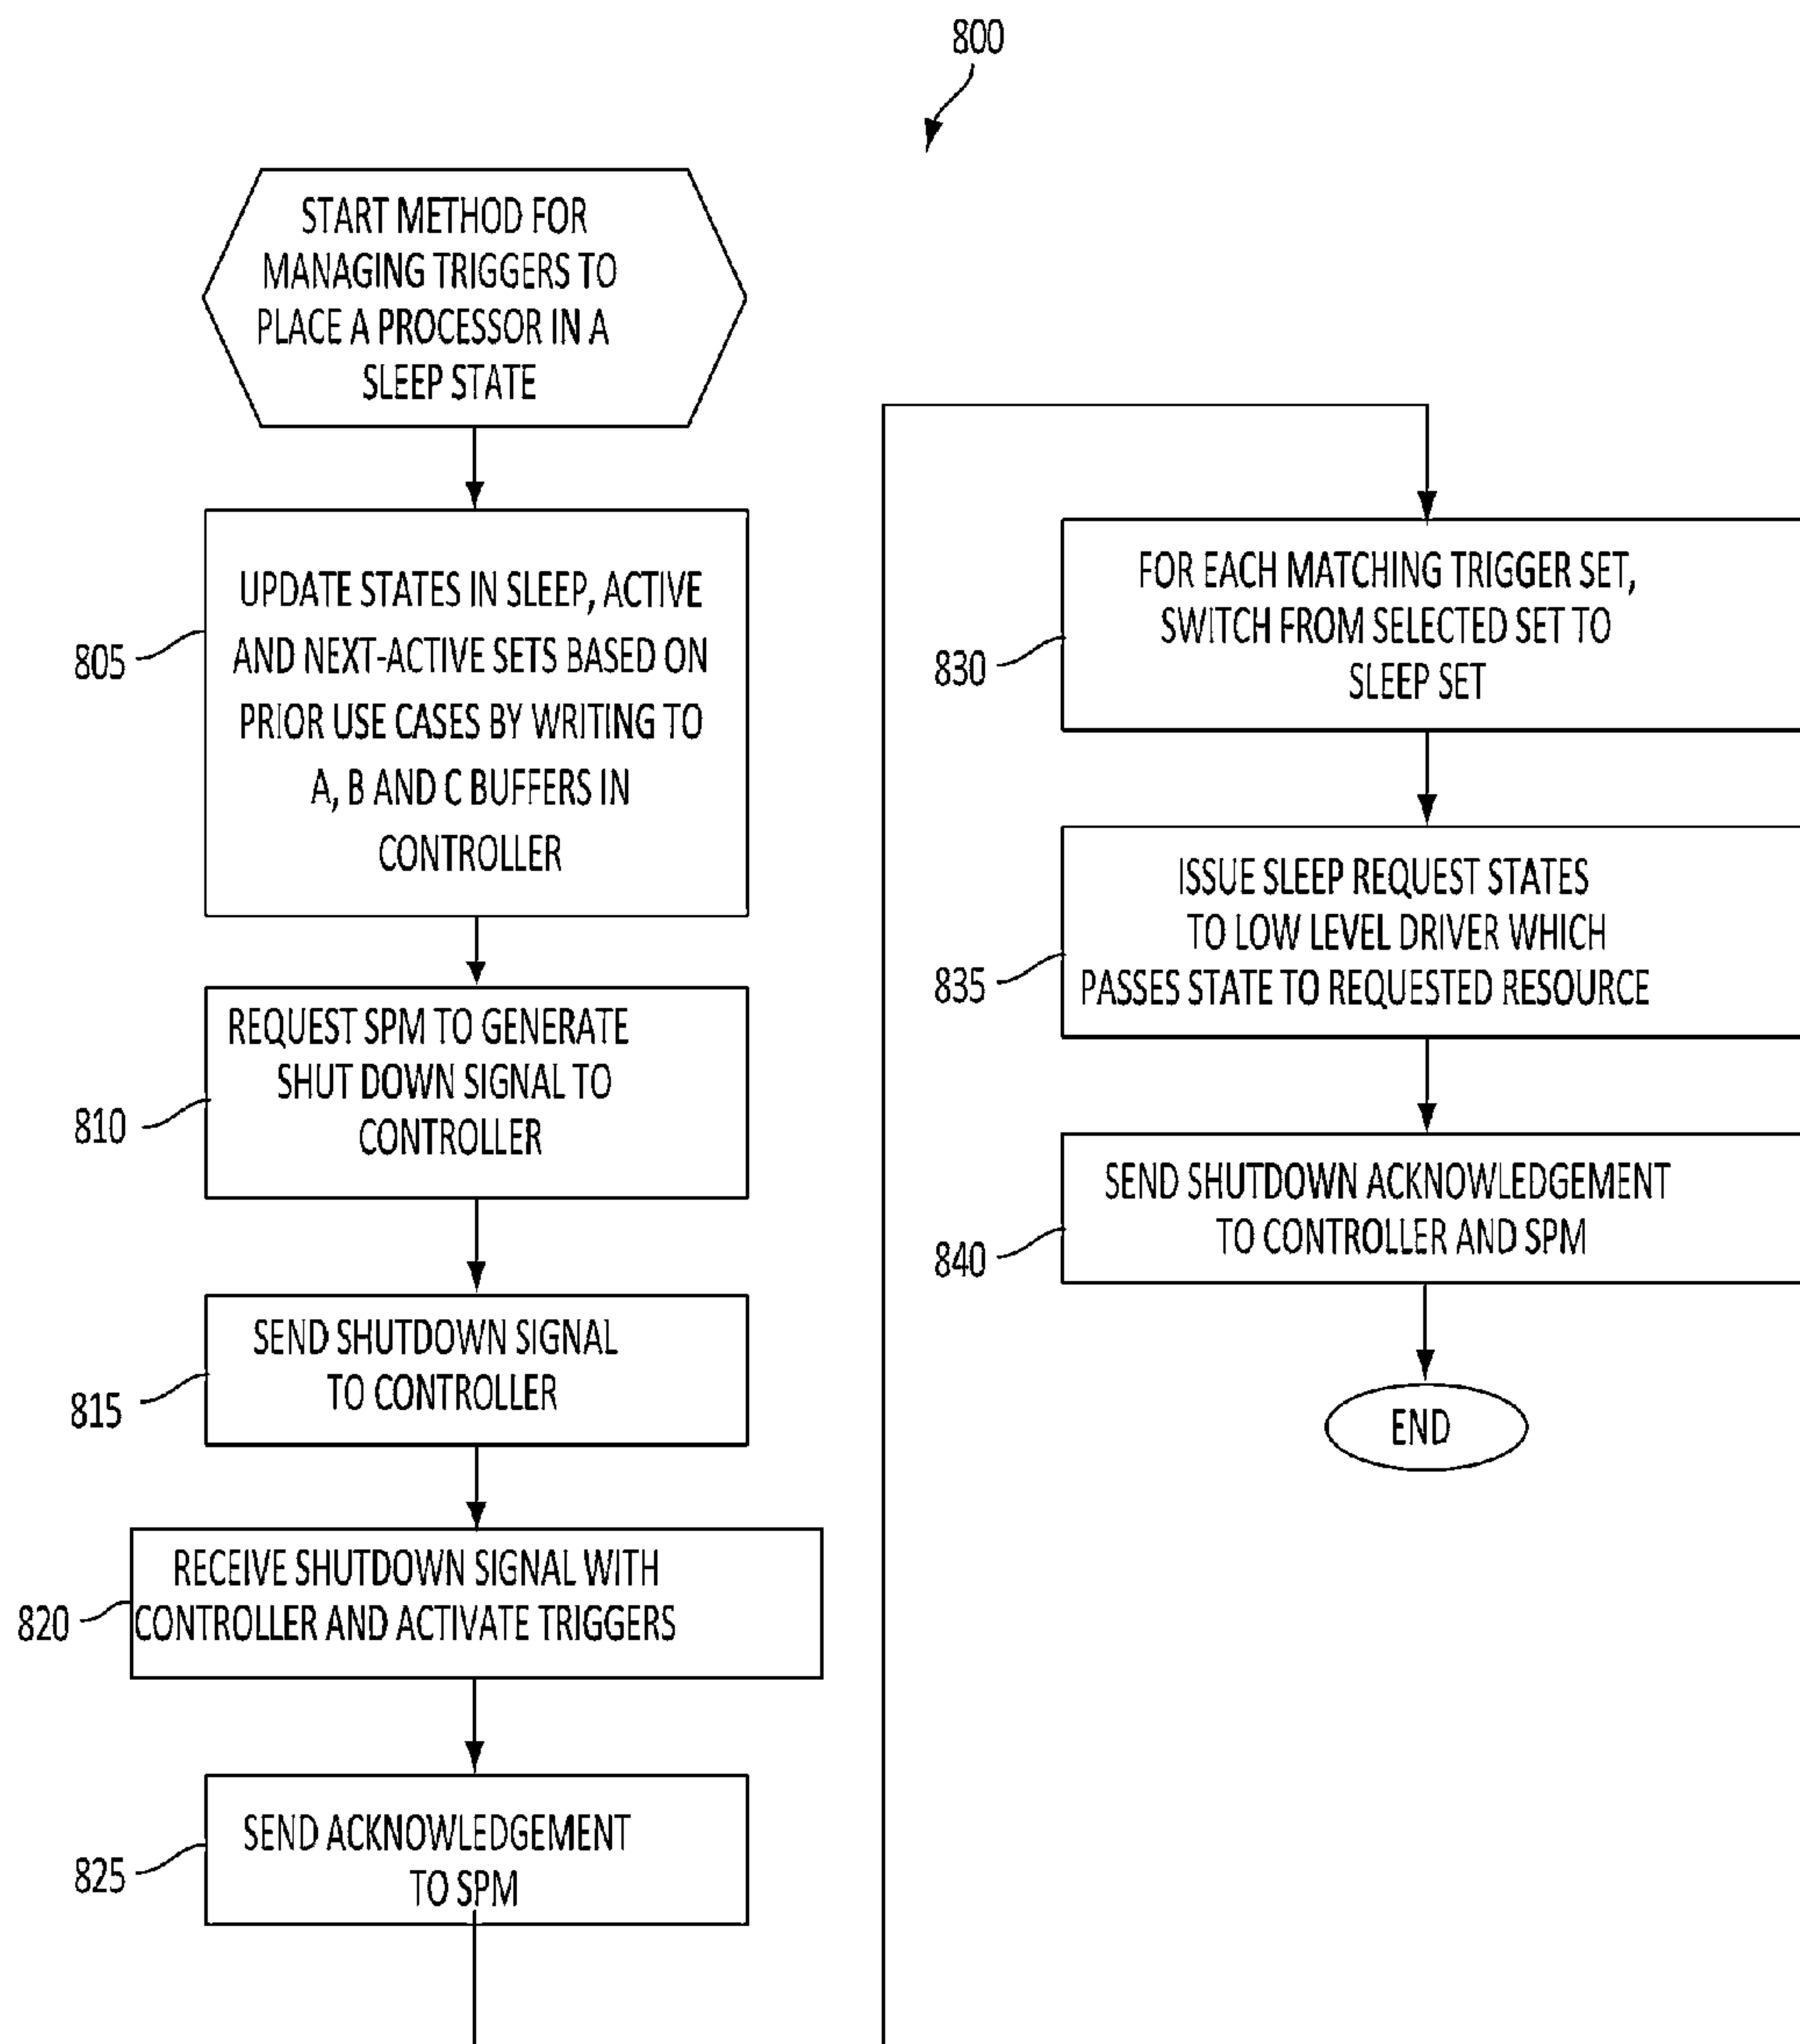 800
START METHOD FOR
MANAGING TRIGGERS TO
PLACE A PROCESSOR IN A
SLEEP STATE
805
UPDATE STATES IN SLEEP, ACTIVE
AND NEXT-ACTIVE SETS BASED ON
PRIOR USE CASES BY WRITING TO
A, B AND C BUFFERS IN
CONTROLLER
810
REQUEST SPM TO GENERATE
SHUT DOWN SIGNAL TO
CONTROLLER
815
SEND SHUTDOWN SIGNAL
TO CONTROLLER
820
RECEIVE SHUTDOWN SIGNAL WITH
CONTROLLER AND ACTIVATE TRIGGERS
825
SEND ACKNOWLEDGEMENT
TO SPM
830
FOR EACH MATCHING TRIGGER SET,
SWITCH FROM SELECTED SET TO
SLEEP SET
835
ISSUE SLEEP REQUEST STATES
TO LOW LEVEL DRIVER WHICH
PASSES STATE TO REQUESTED RESOURCE
840
SEND SHUTDOWN ACKNOWLEDGEMENT
TO CONTROLLER AND SPM
END